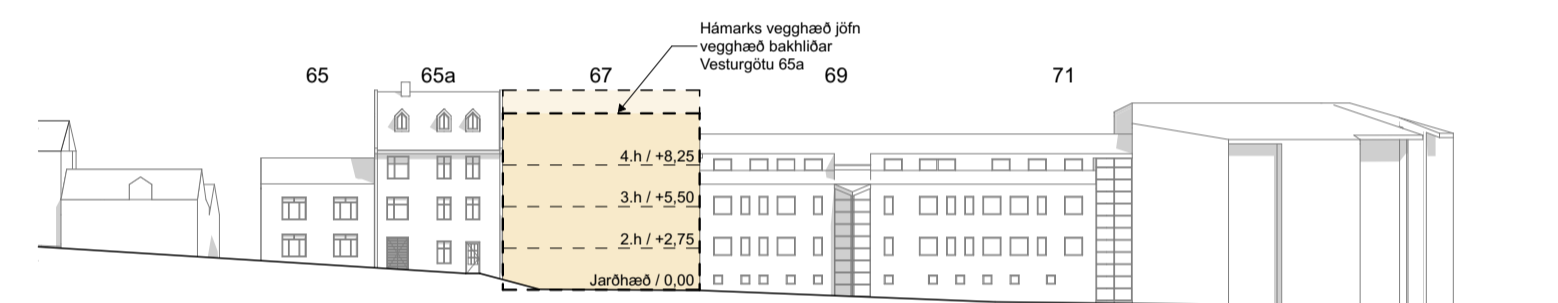 Hámarks vegghæð jöfn
vegghæð bakhliðar
Vesturgötu 65a
65
65a
67
69
71
4.h / +8,25
3.h / +5,50
2.h / +2,75
Jarðhæð / 0,00